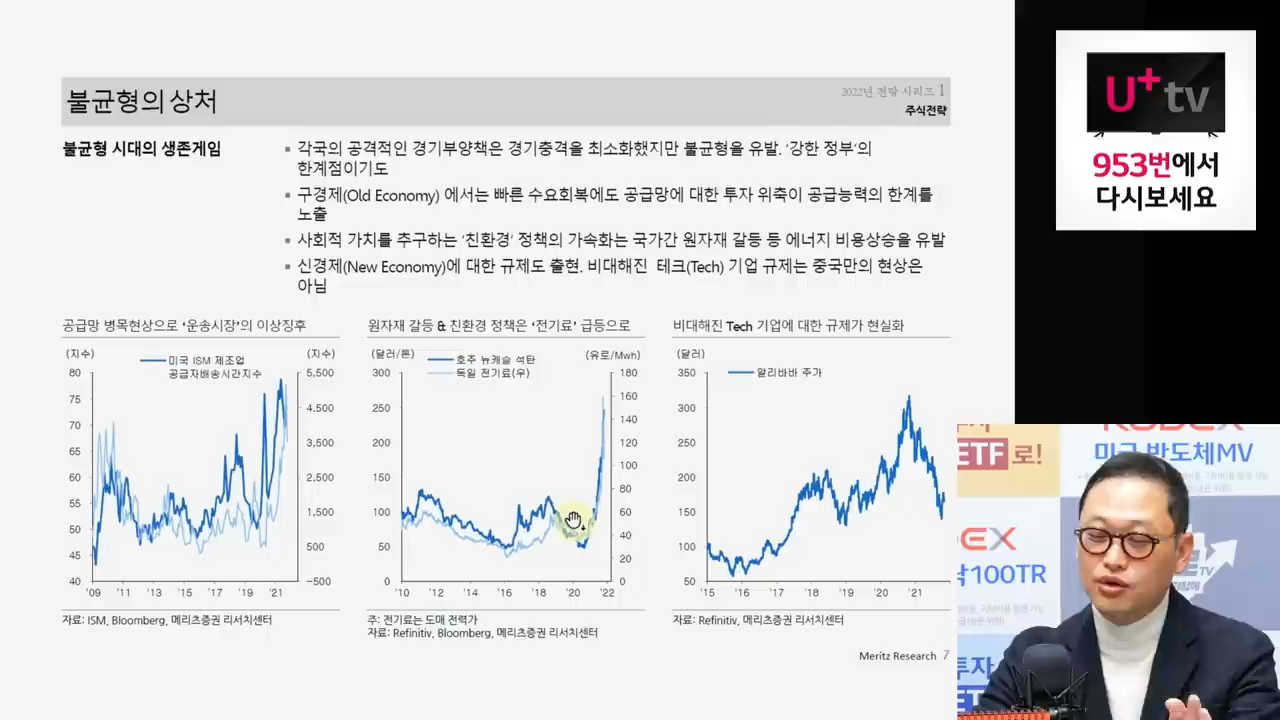 불균형의 상처
2022년 전망 시리즈 1
주식전략
불균형 시대의 생존게임
각국의 공격적인 경기부양책은 경기충격을 최소화했지만 불균형을 유발. '강한 정부'의
한계점이기도
구경제(Old Economy) 에서는 빠른 수요회복에도 공급망에 대한 투자 위축이 공급능력의 한계를
노출
사회적 가치를 추구하는 '친환경' 정책의 가속화는 국가간 원자재 갈등 등 에너지 비용상승을 유발
신경제(New Economy)에 대한 규제도 출현. 비대해진 테크(Tech) 기업 규제는 중국만의 현상은
아님
공급망 병목현상으로 '운송시장'의 이상징후
(지수)
(지수)
미국 ISM 제조업
공급자배송시간지수
80
75
70
65
60
55
50
45
40
5,500
4,500
3,500
2,500
1,500
500
-500
'09 '11 '13 '15 '17 '19 '21
자료: ISM, Bloomberg, 메리츠증권 리서치센터
원자재 갈등 & 친환경 정책은 '전기료' 급등으로
(달러/톤)
(유로/Mwh)
호주 뉴캐슬 석탄
독일 전기료(우)
300
250
200
150
100
50
0
180
160
140
120
100
80
60
40
20
0
'10 '12 '14 '16 '18 '20 '22
주: 전기료는 도매 전력가
자료: Refinitiv, Bloomberg, 메리츠증권 리서치센터
비대해진 Tech 기업에 대한 규제가 현실화
(달러)
알리바바 주가
350
300
250
200
150
100
50
'15 '16 '17 '18 '19 '20 '21
자료: Refinitiv, 메리츠증권 리서치센터
Meritz Research 7
U+tv
953번에서
다시보세요
ETF로!
KODEX
미국 반도체MV
DEX
100TR
TV
투자
ET